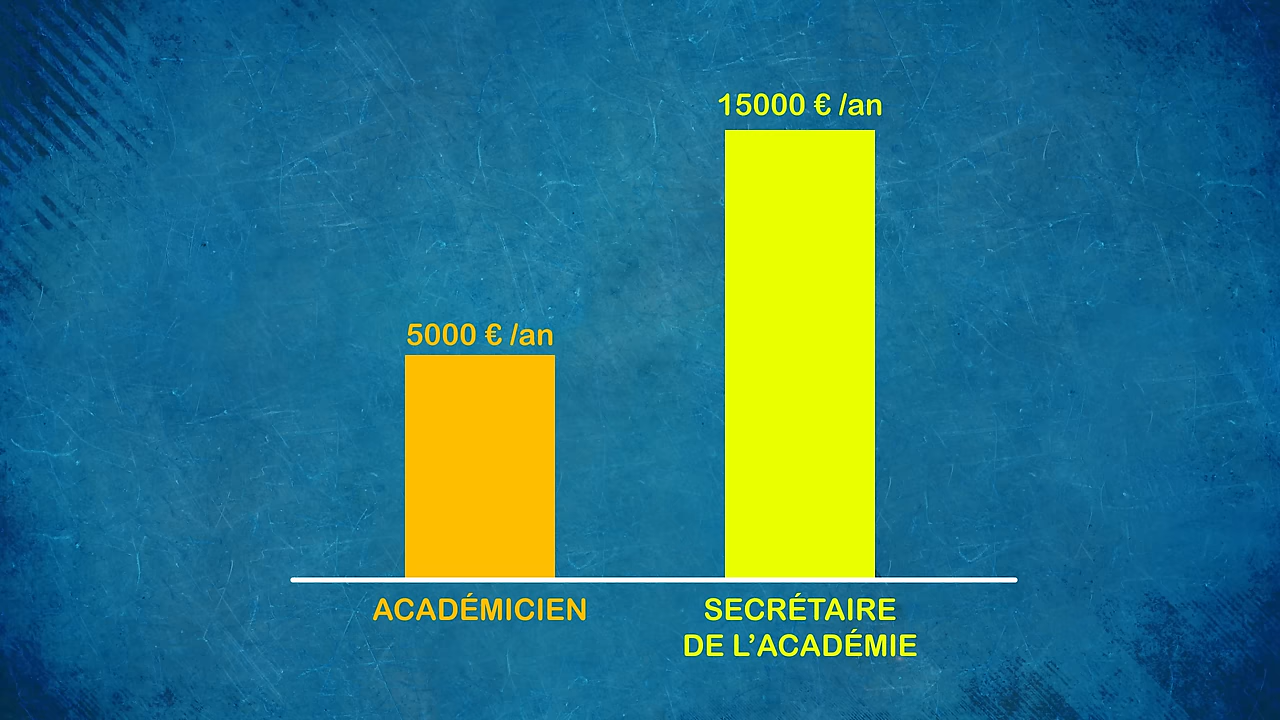 15000 € /an
5000 € /an
ACADÉMICIEN
SECRÉTAIRE
DE L’ACADÉMIE